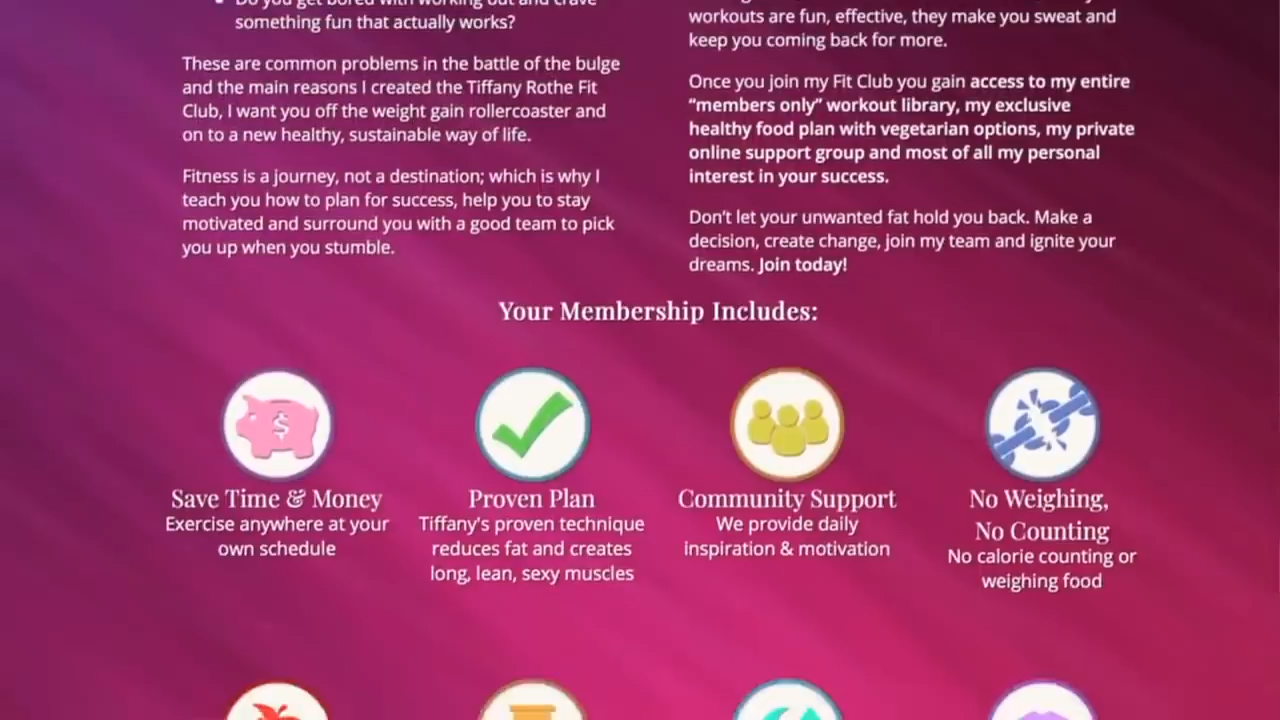 Do you get bored with working out and crave
something fun that actually works?
These are common problems in the battle of the bulge
and the main reasons I created the Tiffany Rothe Fit
Club, I want you off the weight gain rollercoaster and
on to a new healthy, sustainable way of life.
Fitness is a journey, not a destination; which is why I
teach you how to plan for success, help you to stay
motivated and surround you with a good team to pick
you up when you stumble.
workouts are fun, effective, they make you sweat and
keep you coming back for more.
Once you join my Fit Club you gain access to my entire
“members only” workout library, my exclusive
healthy food plan with vegetarian options, my private
online support group and most of all my personal
interest in your success.
Don’t let your unwanted fat hold you back. Make a
decision, create change, join my team and ignite your
dreams. Join today!
Your Membership Includes:
$
Save Time & Money
Exercise anywhere at your
own schedule
Proven Plan
Tiffany's proven technique
reduces fat and creates
long, lean, sexy muscles
Community Support
We provide daily
inspiration & motivation
No Weighing,
No Counting
No calorie counting or
weighing food